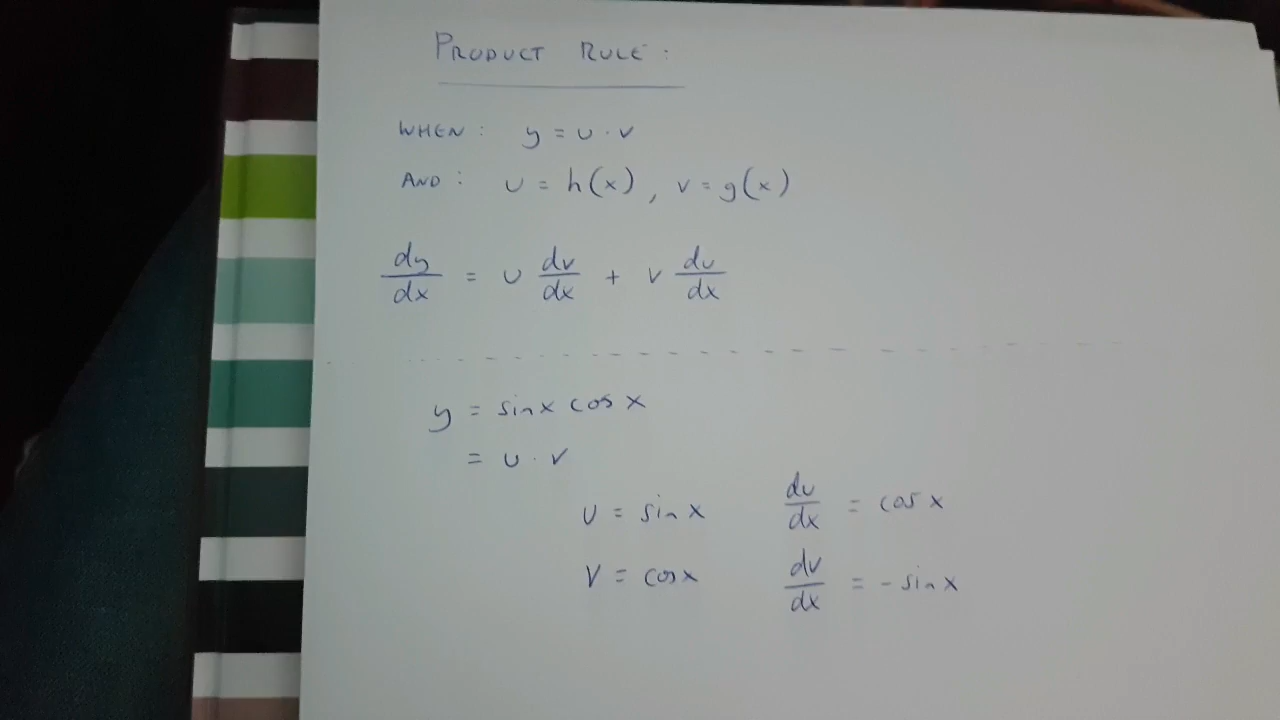 PRODUCT RULE:
WHEN: y = u · v
AND: u = h(x), v = g(x)
dy/dx = u dv/dx + v du/dx
y = sin x cos x
= u · v
u = sin x du/dx = cos x
v = cos x dv/dx = - sin x